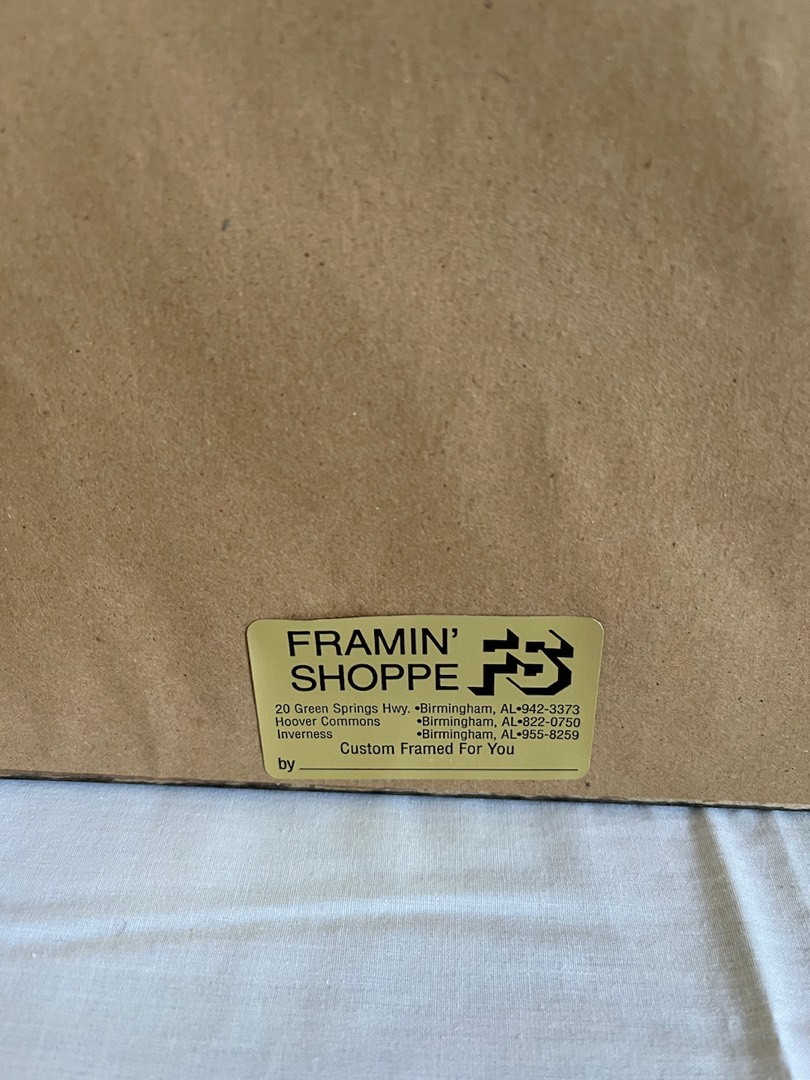 FRAMIN'
SHOPPE FS
20 Green Springs Hwy. •Birmingham, AL•942-3373
Hoover Commons •Birmingham, AL•822-0750
Inverness •Birmingham, AL•955-8259
Custom Framed For You
by